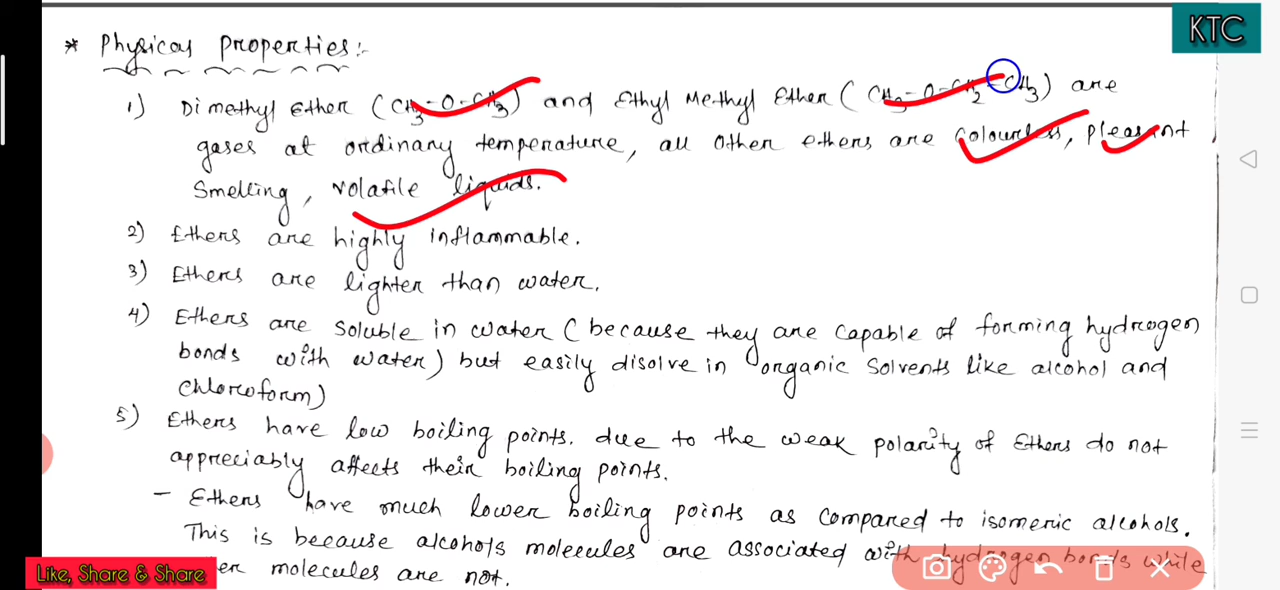 KTC
* Physical Properties:-
1) Dimethyl Ether (CH3-O-CH3) and Ethyl Methyl Ether (CH3-O-CH2-CH3) are
gases at ordinary temperature, all other ethers are colourless, pleasant
smelling, volatile liquids.
2) Ethers are highly inflammable.
3) Ethers are lighter than water.
4) Ethers are soluble in water (because they are capable of forming hydrogen
bonds with water) but easily disolve in organic solvents like alcohol and
chloroform)
5) Ethers have low boiling points. due to the weak polarity of Ethers do not
appreciably affects their boiling points.
- Ethers have much lower boiling points as compared to isomeric alcohols.
This is because alcohols molecules are associated with hydrogen bonds while
molecules are not.
Like, Share & Share